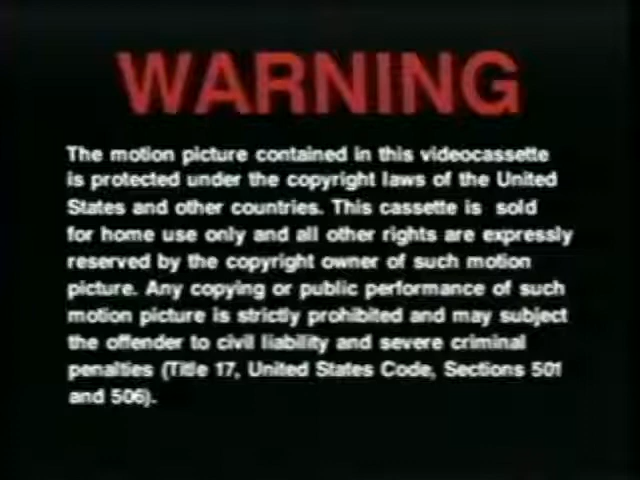 WARNING
The motion picture contained in this videocassette
is protected under the copyright laws of the United
States and other countries. This cassette is sold
for home use only and all other rights are expressly
reserved by the copyright owner of such motion
picture. Any copying or public performance of such
motion picture is strictly prohibited and may subject
the offender to civil liability and severe criminal
penalties (Title 17, United States Code, Sections 501
and 506).